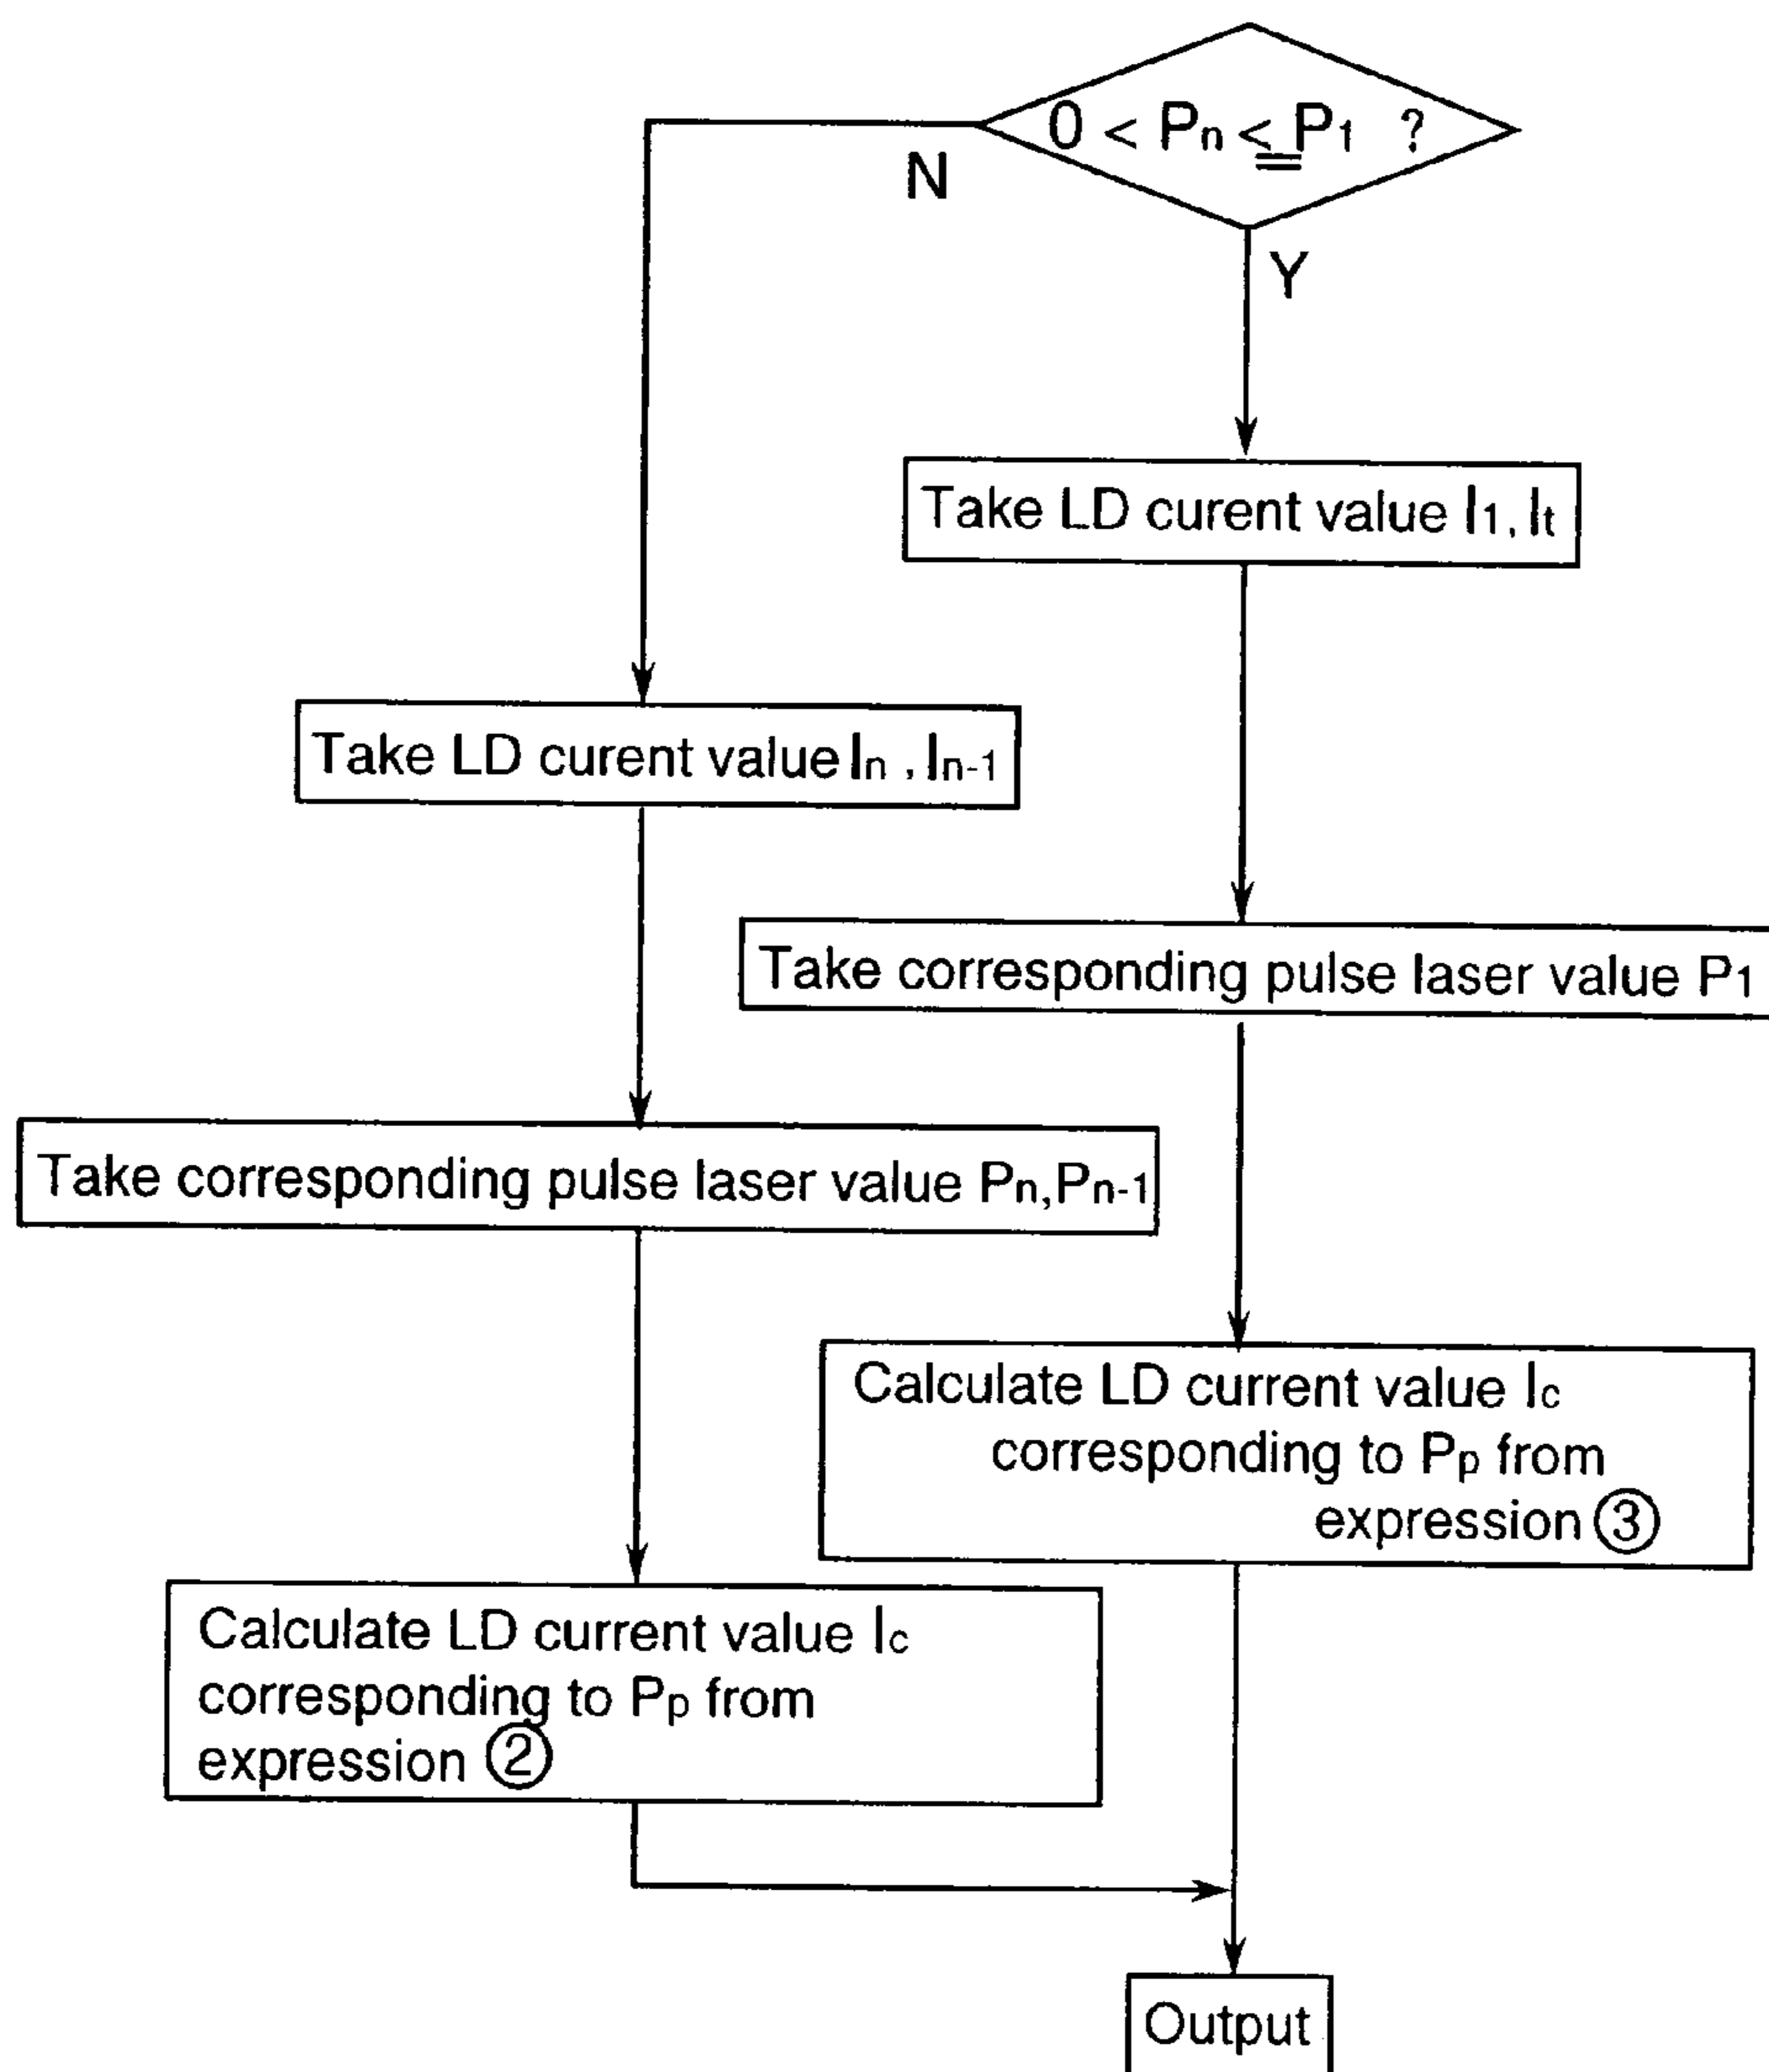 0 < Pn ≦ P1 ?
N
Y
Take LD curent value I1, It
Take LD curent value In , In-1
Take corresponding pulse laser value P1
Take corresponding pulse laser value Pn,Pn-1
Calculate LD current value Ic
corresponding to Pp from
expression ③
Calculate LD current value Ic
corresponding to Pp from
expression ②
Output